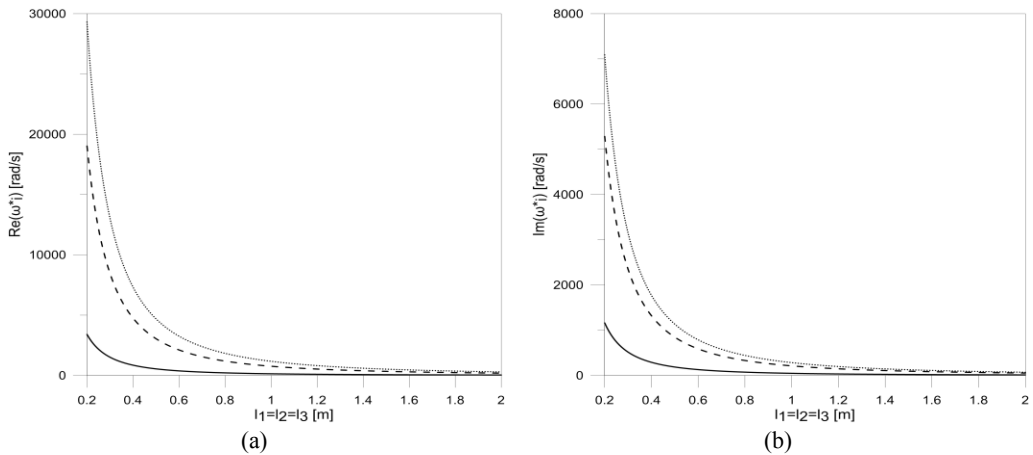 30000
20000
10000
0
Re(ω*i) [rad/s]
0.2 0.4 0.6 0.8 1 1.2 1.4 1.6 1.8 2
l1=l2=l3 [m]
(a)
8000
6000
4000
2000
0
Im(ω*i) [rad/s]
0.2 0.4 0.6 0.8 1 1.2 1.4 1.6 1.8 2
l1=l2=l3 [m]
(b)